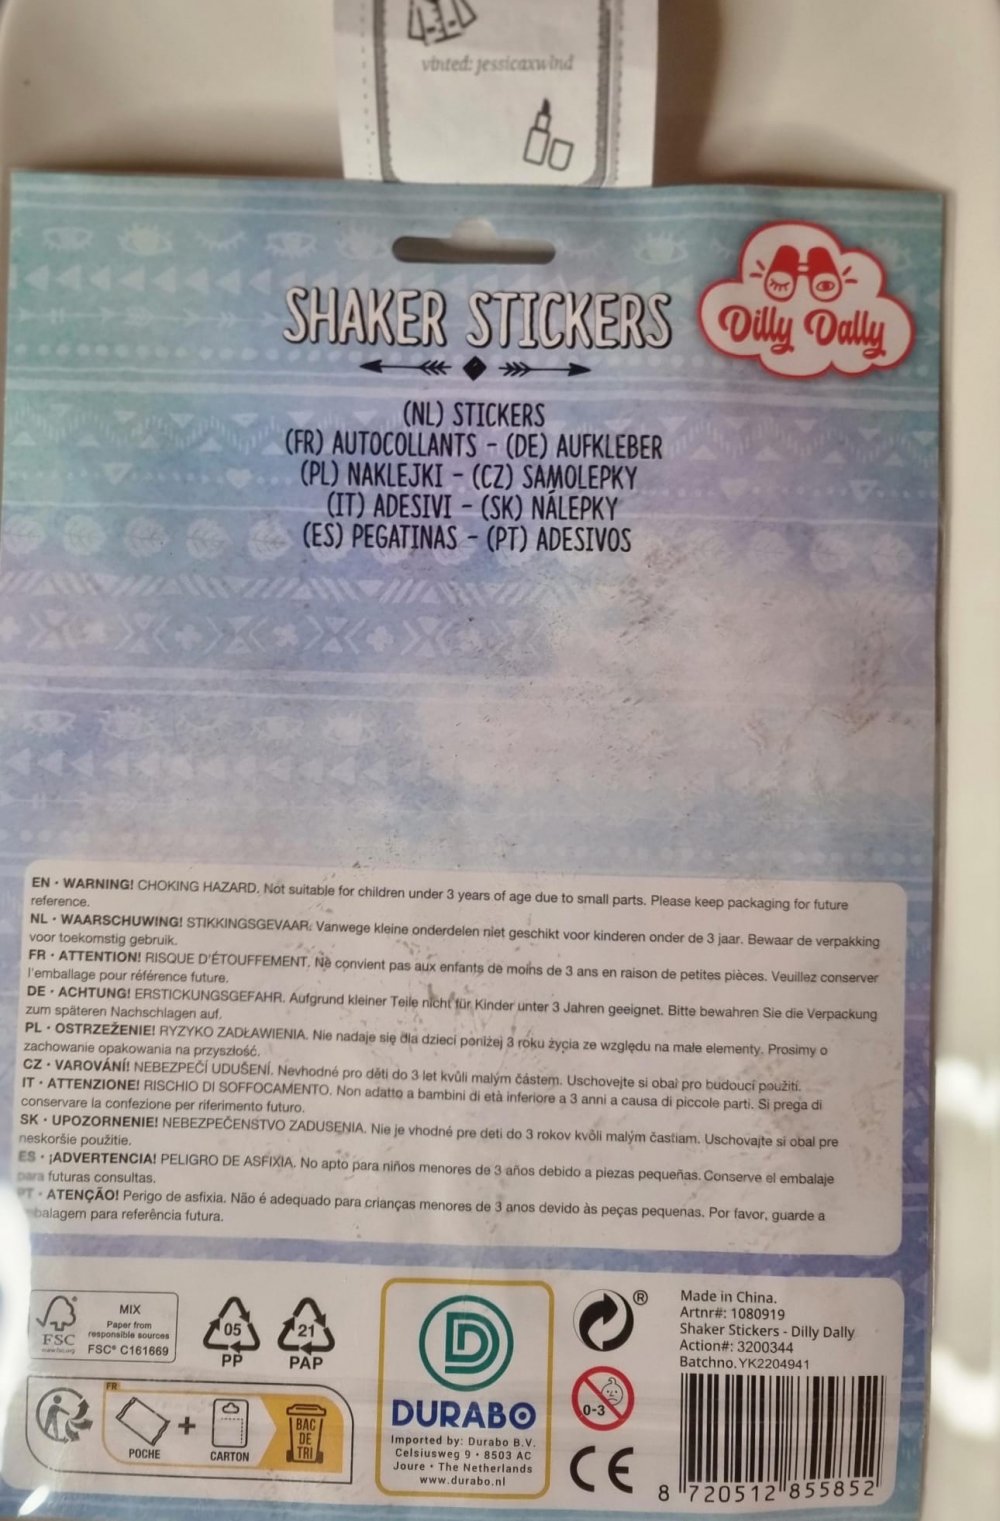 vinted: jessicaxwind
SHAKER STICKERS
Dilly Dally
(NL) STICKERS
(FR) AUTOCOLLANTS - (DE) AUFKLEBER
(PL) NAKLEJKI - (CZ) SAMOLEPKY
(IT) ADESIVI - (SK) NÁLEPKY
(ES) PEGATINAS - (PT) ADESIVOS
EN • WARNING! CHOKING HAZARD. Not suitable for children under 3 years of age due to small parts. Please keep packaging for future
reference.
NL • WAARSCHUWING! STIKKINGSGEVAAR. Vanwege kleine onderdelen niet geschikt voor kinderen onder de 3 jaar. Bewaar de verpakking
voor toekomstig gebruik.
FR • ATTENTION! RISQUE D'ÉTOUFFEMENT. Ne convient pas aux enfants de moins de 3 ans en raison de petites pièces. Veuillez conserver
l'emballage pour référence future.
DE • ACHTUNG! ERSTICKUNGSGEFAHR. Aufgrund kleiner Teile nicht für Kinder unter 3 Jahren geeignet. Bitte bewahren Sie die Verpackung
zum späteren Nachschlagen auf.
PL • OSTRZEŻENIE! RYZYKO ZADŁAWIENIA. Nie nadaje się dla dzieci poniżej 3 roku życia ze względu na małe elementy. Prosimy o
zachowanie opakowania na przyszłość.
CZ • VAROVÁNÍ! NEBEZPEČÍ UDUŠENÍ. Nevhodné pro děti do 3 let kvůli malým částem. Uschovejte si obal pro budoucí použití.
IT • ATTENZIONE! RISCHIO DI SOFFOCAMENTO. Non adatto a bambini di età inferiore a 3 anni a causa di piccole parti. Si prega di
conservare la confezione per riferimento futuro.
SK • UPOZORNENIE! NEBEZPEČENSTVO ZADUSENIA. Nie je vhodné pre deti do 3 rokov kvôli malým častiam. Uschovajte si obal pre
neskoršie použitie.
ES • ¡ADVERTENCIA! PELIGRO DE ASFIXIA. No apto para niños menores de 3 años debido a piezas pequeñas. Conserve el embalaje
para futuras consultas.
PT • ATENÇÃO! Perigo de asfixia. Não é adequado para crianças menores de 3 anos devido às peças pequenas. Por favor, guarde a
embalagem para referência futura.
FSC
www.fsc.org
MIX
Paper from
responsible sources
FSC® C161669
05
PP
21
PAP
FR
POCHE
+
CARTON
BAC
DE
TRI
DURABO
Imported by: Durabo B.V.
Celsiusweg 9 • 8503 AC
Joure • The Netherlands
www.durabo.nl
®
0-3
CE
Made in China.
Artnr#: 1080919
Shaker Stickers - Dilly Dally
Action#: 3200344
Batchno. YK2204941
8 720512 855852